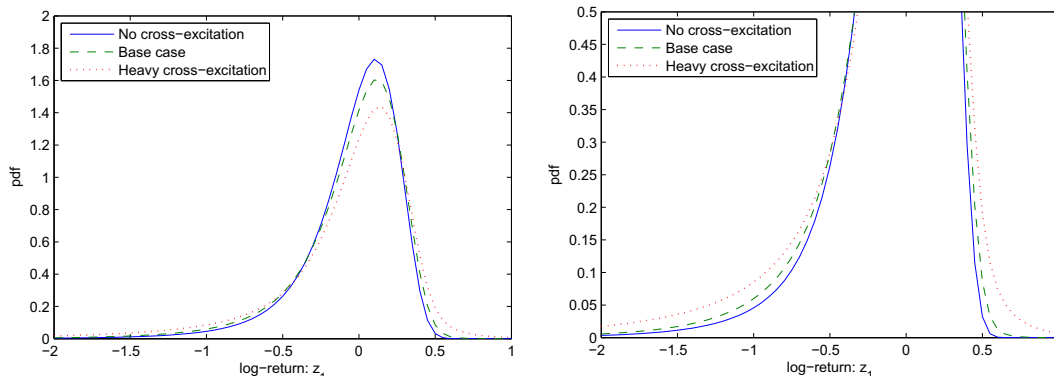 2
1.8
1.6
1.4
1.2
1
0.8
0.6
0.4
0.2
0
pdf
No cross−excitation
Base case
Heavy cross−excitation
−2 −1.5 −1 −0.5 0 0.5 1
log−return: z1
0.5
0.45
0.4
0.35
0.3
0.25
0.2
0.15
0.1
0.05
0
pdf
No cross−excitation
Base case
Heavy cross−excitation
−2 −1.5 −1 −0.5 0 0.5
log−return: z1